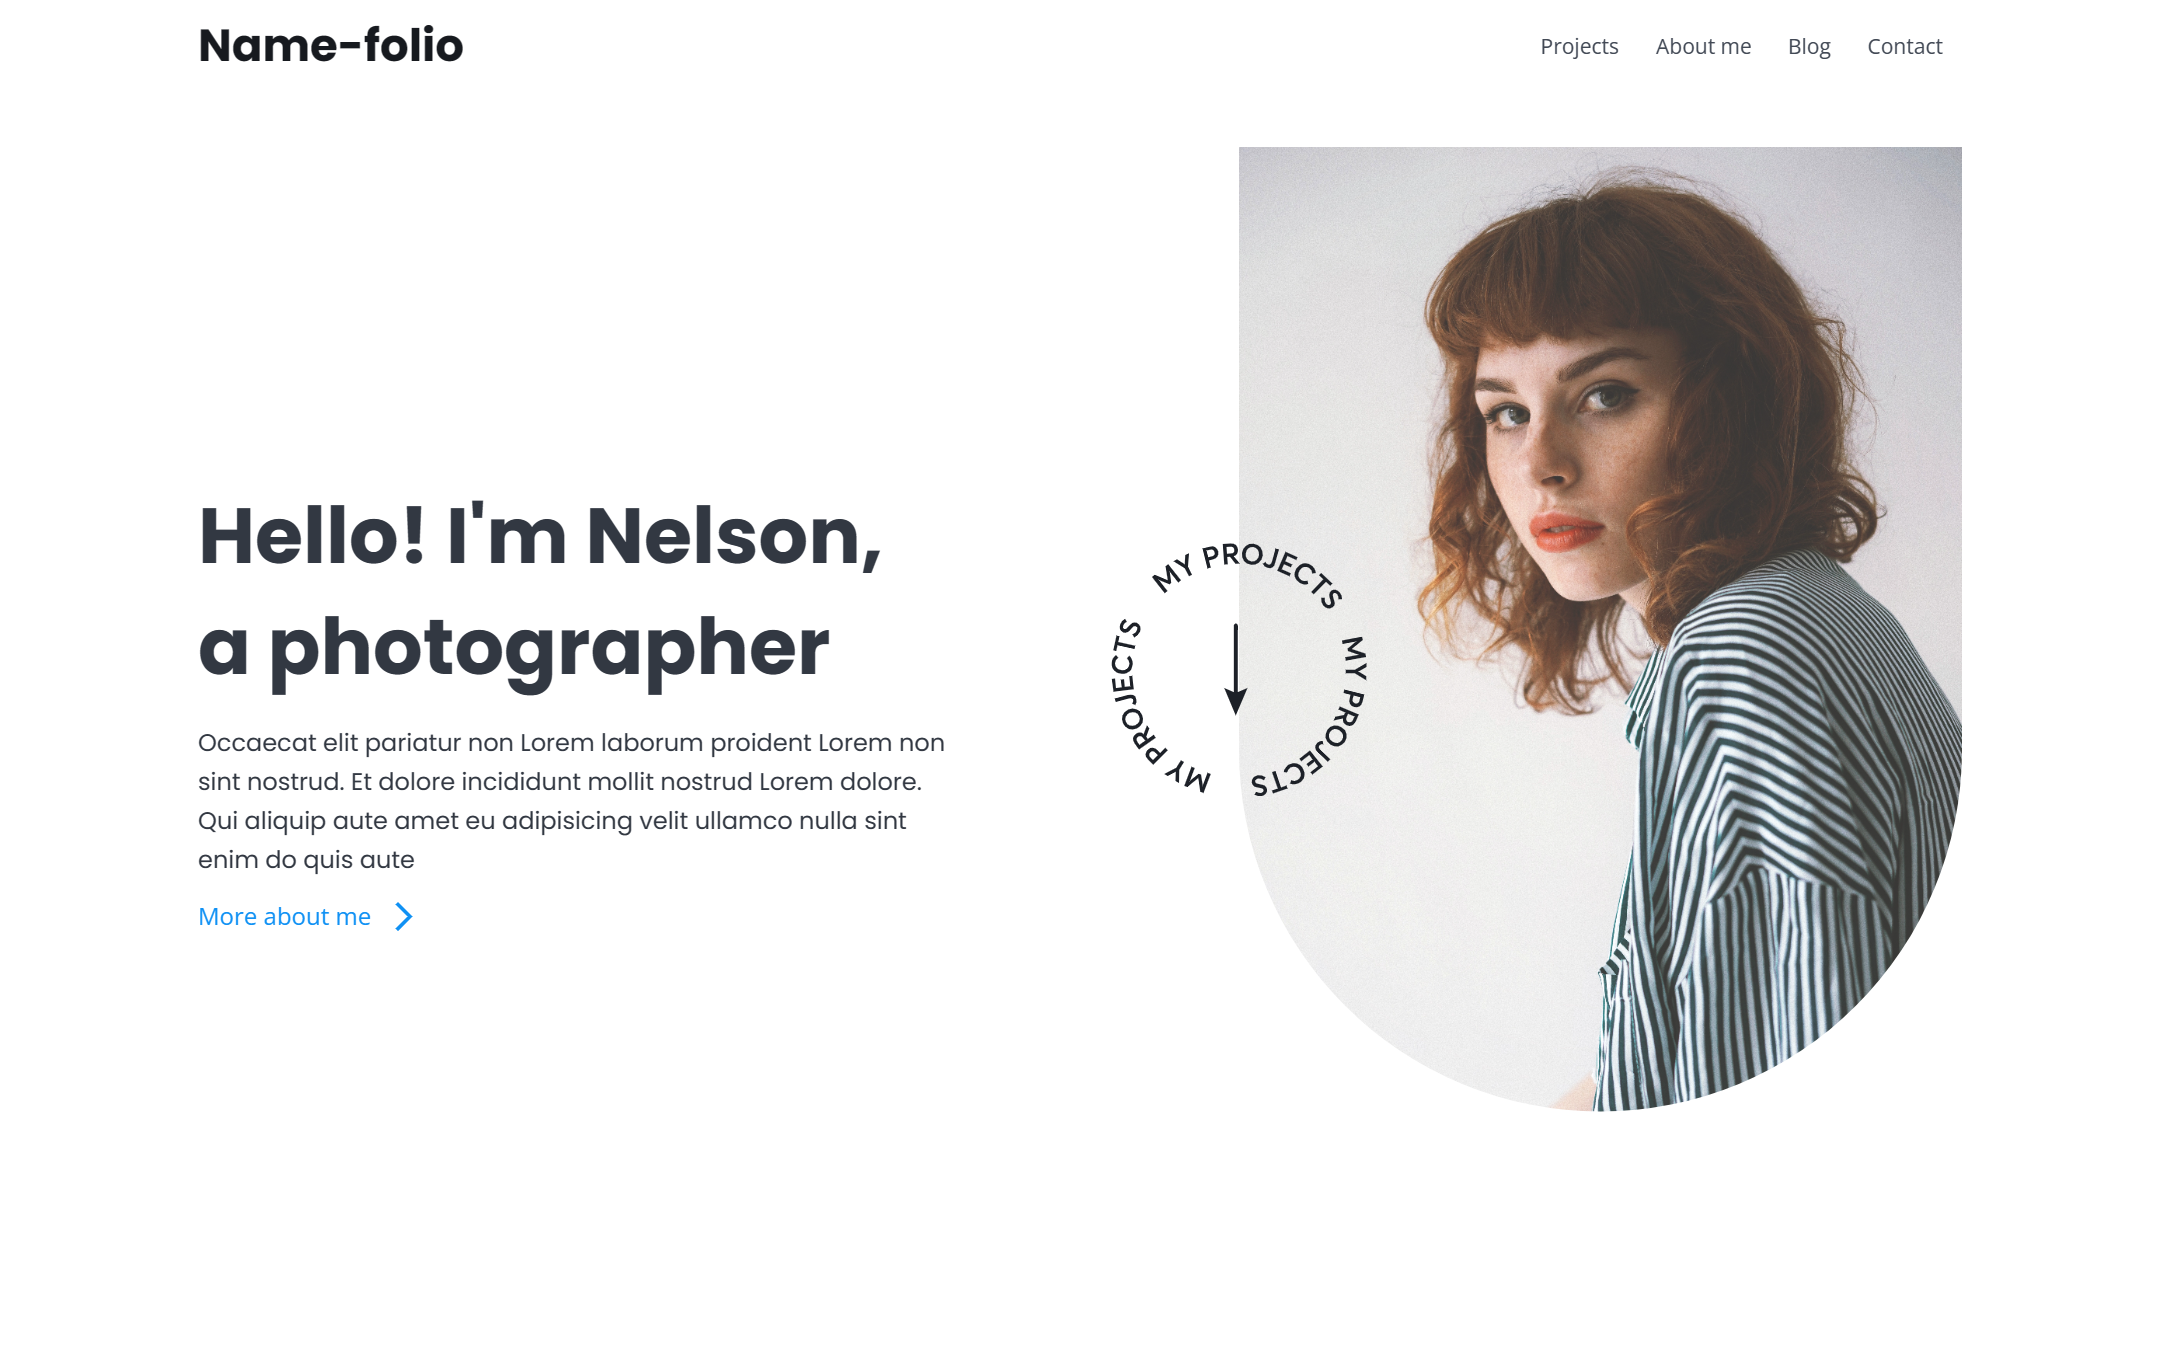 Name-folio
Projects
About me
Blog
Contact
Hello! I'm Nelson,
a photographer
Occaecat elit pariatur non Lorem laborum proident Lorem non
sint nostrud. Et dolore incididunt mollit nostrud Lorem dolore.
Qui aliquip aute amet eu adipisicing velit ullamco nulla sint
enim do quis aute
More about me
MY PROJECTS
MY PROJECTS
MY PROJECTS